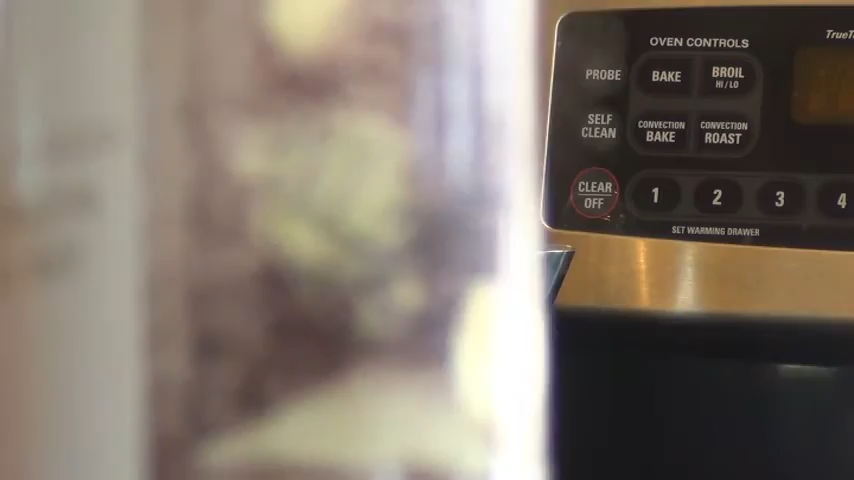 TrueTe
OVEN CONTROLS
PROBE BAKE BROIL
HI / LO
SELF CLEAN CONVECTION BAKE CONVECTION ROAST
CLEAR OFF 1 2 3 4
SET WARMING DRAWER